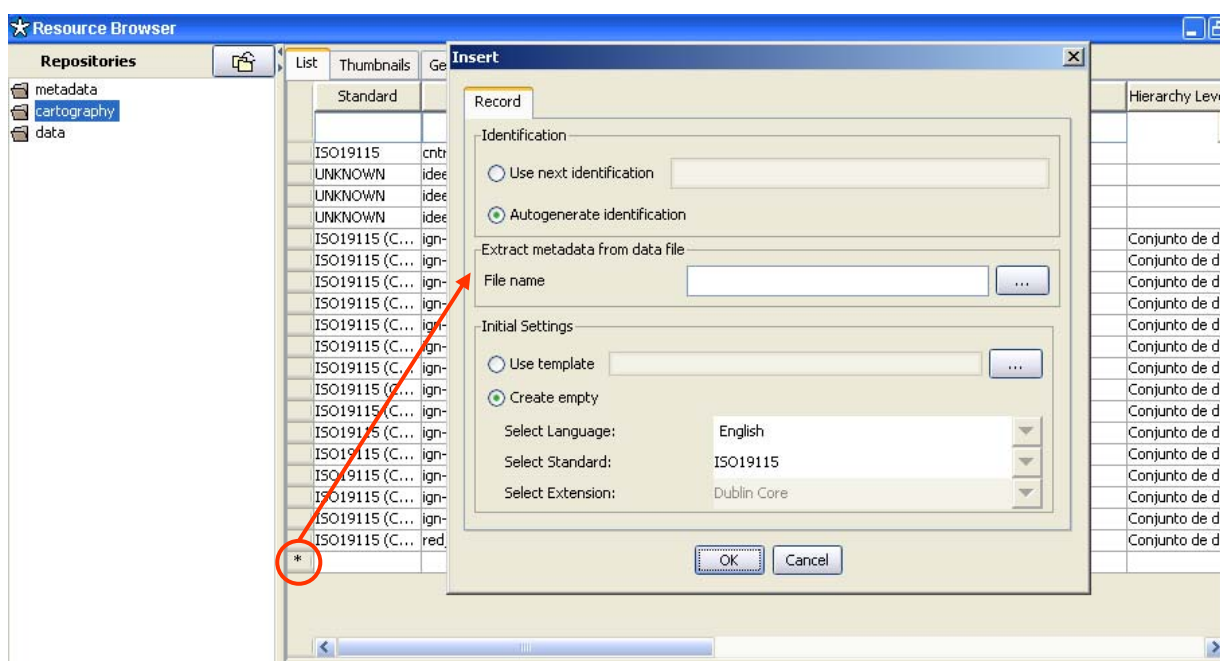 Resource Browser
Repositories
metadata
cartography
data
List Thumbnails Ge
Standard Hierarchy Leve
ISO19115 cntr
UNKNOWN idee
UNKNOWN idee
UNKNOWN idee
ISO19115 (C... ign- Conjunto de d
ISO19115 (C... ign- Conjunto de d
ISO19115 (C... ign- Conjunto de d
ISO19115 (C... ign- Conjunto de d
ISO19115 (C... ign- Conjunto de d
ISO19115 (C... ign- Conjunto de d
ISO19115 (C... ign- Conjunto de d
ISO19115 (C... ign- Conjunto de d
ISO19115 (C... ign- Conjunto de d
ISO19115 (C... ign- Conjunto de d
ISO19115 (C... ign- Conjunto de d
ISO19115 (C... ign- Conjunto de d
ISO19115 (C... ign- Conjunto de d
ISO19115 (C... ign- Conjunto de d
ISO19115 (C... red_ Conjunto de d
*
Insert
Record
Identification
Use next identification
Autogenerate identification
Extract metadata from data file
File name ...
Initial Settings
Use template ...
Create empty
Select Language: English
Select Standard: ISO19115
Select Extension: Dublin Core
OK Cancel